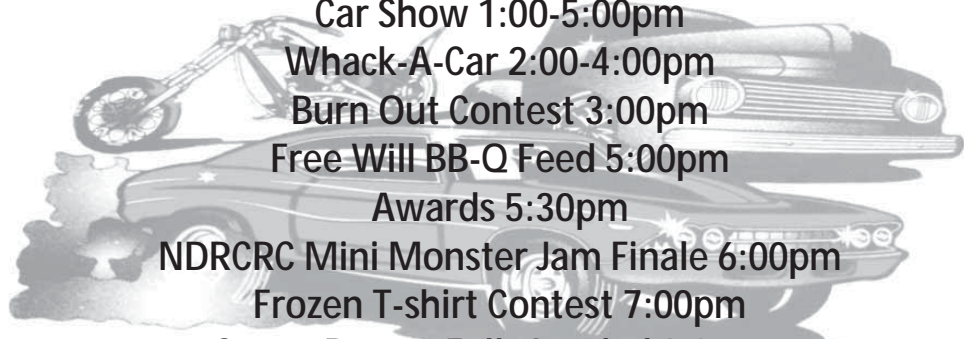 Car Show 1:00-5:00pm
Whack-A-Car 2:00-4:00pm
Burn Out Contest 3:00pm
Free Will BB-Q Feed 5:00pm
Awards 5:30pm
NDRCRC Mini Monster Jam Finale 6:00pm
Frozen T-shirt Contest 7:00pm